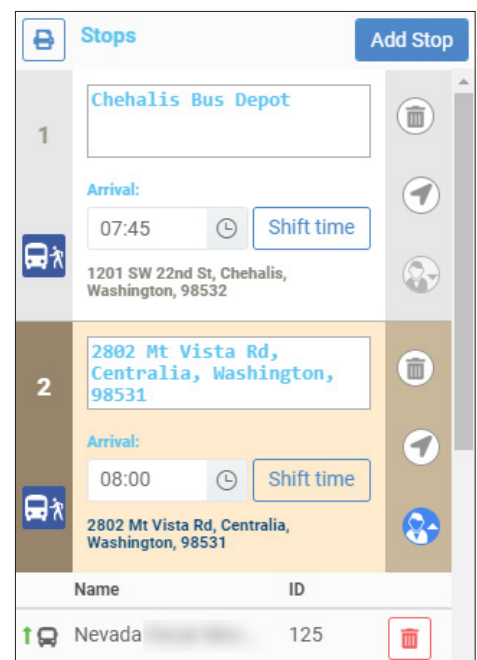 Stops
Add Stop
1
Chehalis Bus Depot
Arrival:
07:45
Shift time
1201 SW 22nd St, Chehalis,
Washington, 98532
2
2802 Mt Vista Rd,
Centralia, Washington,
98531
Arrival:
08:00
Shift time
2802 Mt Vista Rd, Centralia,
Washington, 98531
Name ID
Nevada 125